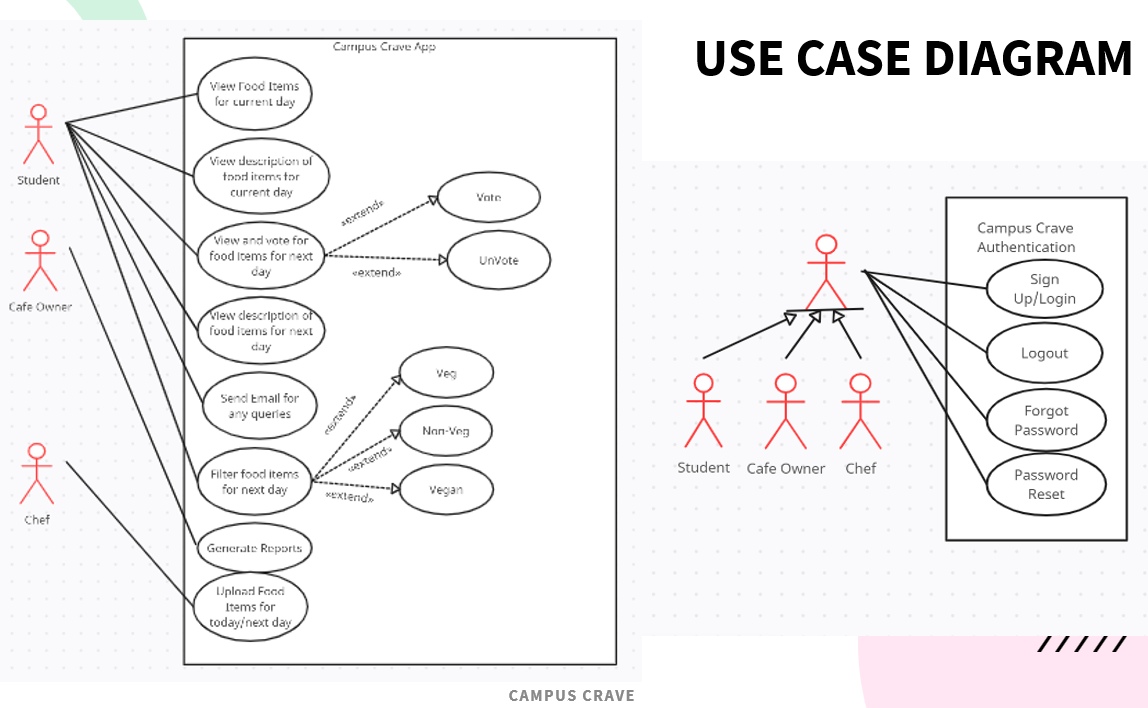 USE CASE DIAGRAM
Campus Crave App
View Food Items
for current day
View description of
food items for
current day
View and vote for
food items for next
day
View description of
food items for next
day
Send Email for
any queries
Filter food items
for next day
Generate Reports
Upload Food
Items for
today/next day
Student
Cafe Owner
Chef
«extend»
Vote
«extend»
UnVote
«extend»
Veg
«extend»
Non-Veg
«extend»
Vegan
Campus Crave
Authentication
Sign
Up/Login
Logout
Forgot
Password
Password
Reset
Student
Cafe Owner
Chef
CAMPUS CRAVE